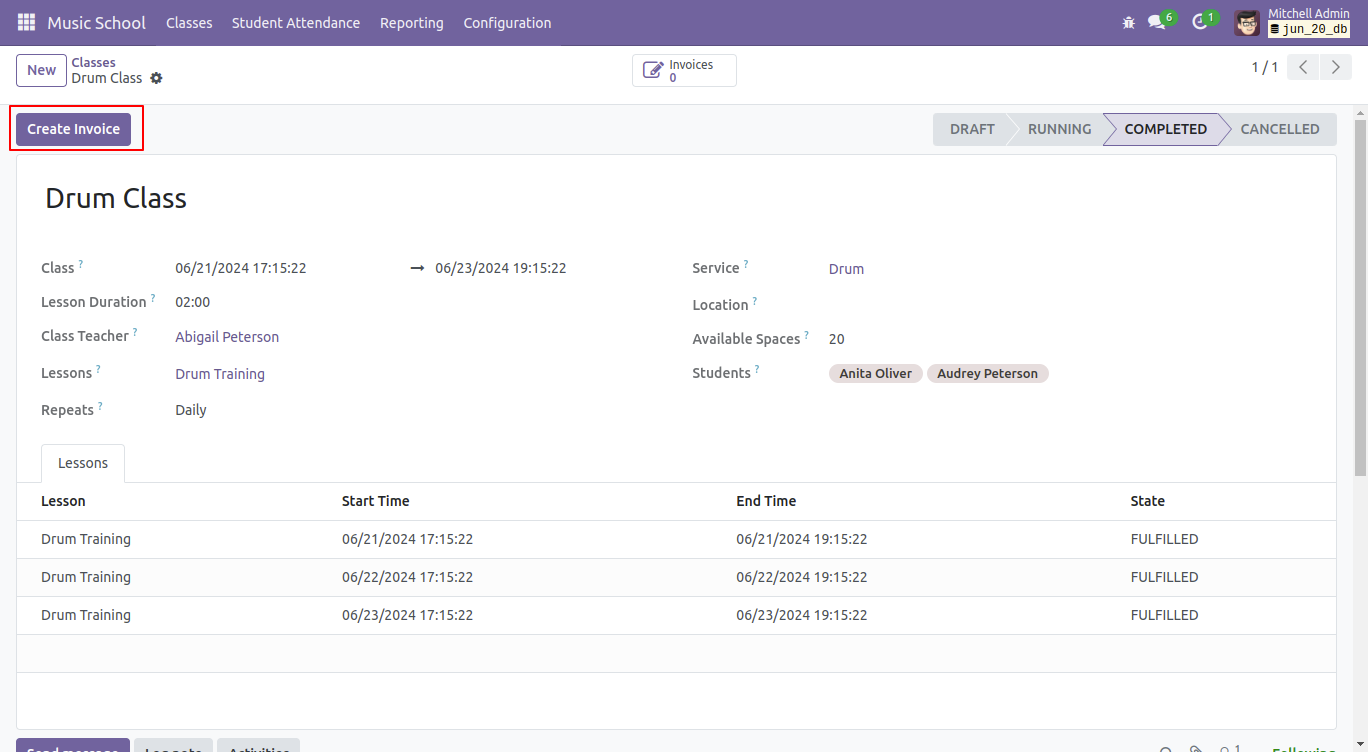 Music School Classes Student Attendance Reporting Configuration 6 1 Mitchell Admin
jun_20_db
New Classes Invoices
Drum Class 0 1 / 1
Create Invoice DRAFT RUNNING COMPLETED CANCELLED
Drum Class
Class ? 06/21/2024 17:15:22 → 06/23/2024 19:15:22 Service ? Drum
Lesson Duration ? 02:00 Location ?
Class Teacher ? Abigail Peterson Available Spaces ? 20
Lessons ? Drum Training Students ? Anita Oliver Audrey Peterson
Repeats ? Daily
Lessons
Lesson Start Time End Time State
Drum Training 06/21/2024 17:15:22 06/21/2024 19:15:22 FULFILLED
Drum Training 06/22/2024 17:15:22 06/22/2024 19:15:22 FULFILLED
Drum Training 06/23/2024 17:15:22 06/23/2024 19:15:22 FULFILLED
Send message Log note Activities 1 Following